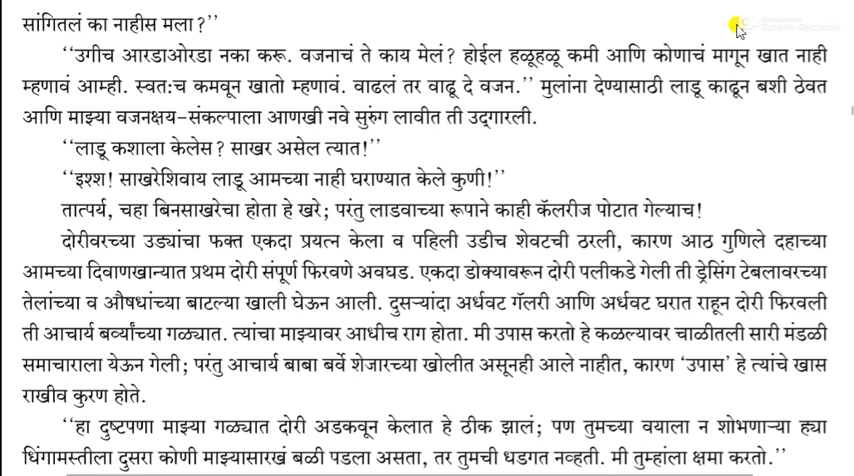 सांगितलं का नाहीस मला?’’
‘‘उगीच आरडाओरडा नका करू. वजनाचं ते काय मेलं? होईल हळूहळू कमी आणि कोणाचं मागून खात नाही
म्हणावं आम्ही. स्वत:च कमवून खातो म्हणावं. वाढलं तर वाढू दे वजन.’’ मुलांना देण्यासाठी लाडू काढून बशी ठेवत
आणि माझ्या वजनक्षय–संकल्पाला आणखी नवे सुरुंग लावीत ती उद्‌गारली.
‘‘लाडू कशाला केलेस? साखर असेल त्यात!’’
‘‘इश्श! साखरेशिवाय लाडू आमच्या नाही घराण्यात केले कुणी!’’
तात्पर्य, चहा बिनसाखरेचा होता हे खरे; परंतु लाडवाच्या रूपाने काही कॅलरीज पोटात गेल्याच!
दोरीवरच्या उड्यांचा फक्त एकदा प्रयत्न केला व पहिली उडीच शेवटची ठरली, कारण आठ गुणिले दहाच्या
आमच्या दिवाणखान्यात प्रथम दोरी संपूर्ण फिरवणे अवघड. एकदा डोक्यावरून दोरी पलीकडे गेली ती ड्रेसिंग टेबलावरच्या
तेलांच्या व औषधांच्या बाटल्या खाली घेऊन आली. दुसऱ्यांदा अर्धवट गॅलरी आणि अर्धवट घरात राहून दोरी फिरवली
ती आचार्य बर्व्यांच्या गळ्यात. त्यांचा माझ्यावर आधीच राग होता. मी उपास करतो हे कळल्यावर चाळीतली सारी मंडळी
समाचाराला येऊन गेली; परंतु आचार्य बाबा बर्वे शेजारच्या खोलीत असूनही आले नाहीत, कारण ‘उपास’ हे त्यांचे खास
राखीव कुरण होते.
‘‘हा दुष्टपणा माझ्या गळ्यात दोरी अडकवून केलात हे ठीक झालं; पण तुमच्या वयाला न शोभणाऱ्या ह्या
धिंगामस्तीला दुसरा कोणी माझ्यासारखं बळी पडला असता, तर तुमची धडगत नव्हती. मी तुम्हांला क्षमा करतो.’’